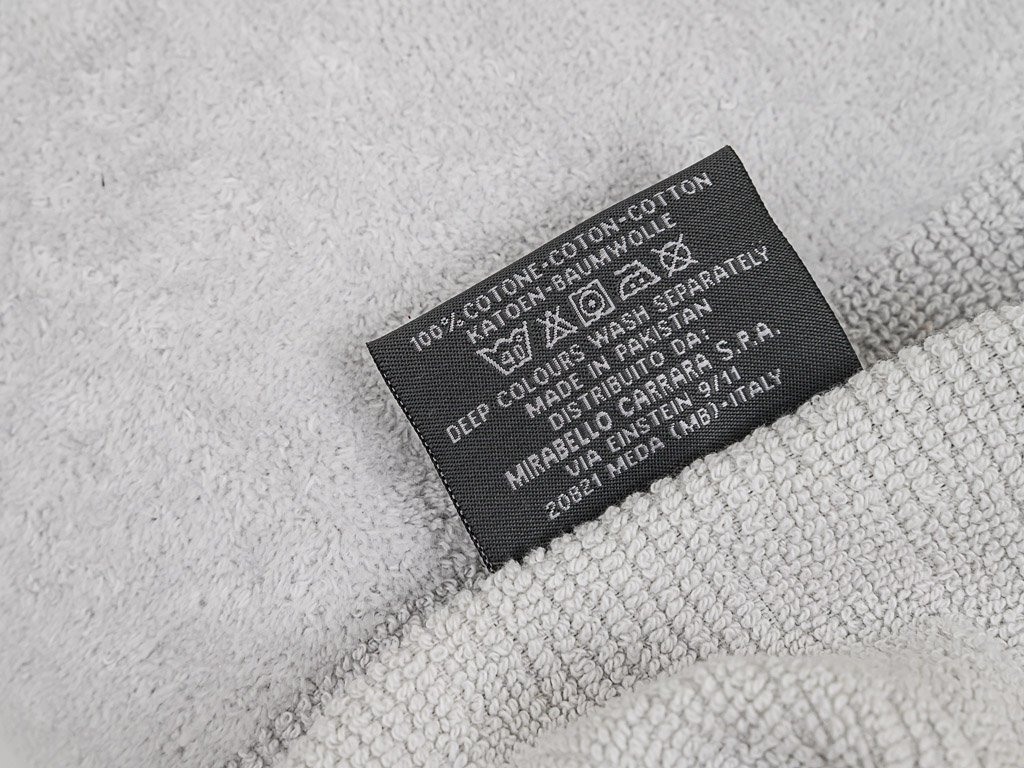 100% COTONE-COTON-COTTON
KATOEN-BAUMWOLLE
40
DEEP COLOURS WASH SEPARATELY
MADE IN PAKISTAN
DISTRIBUITO DA:
MIRABELLO CARRARA S.P.A.
VIA EINSTEIN 9/11
20821 MEDA (MB)-ITALY